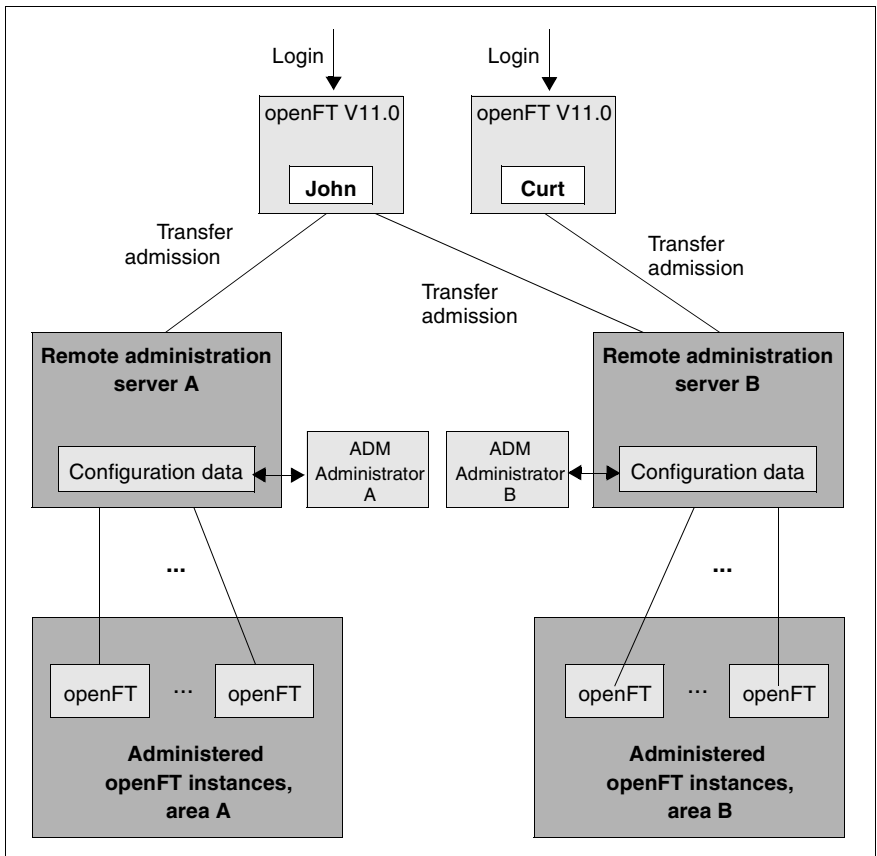 Login
Login
openFT V11.0
openFT V11.0
John
Curt
Transfer
admission
Transfer
admission
Transfer
admission
Remote administration
server A
Remote administration
server B
Configuration data
ADM
Administrator
A
ADM
Administrator
B
Configuration data
...
...
openFT
...
openFT
openFT
...
openFT
Administered
openFT instances,
area A
Administered
openFT instances,
area B